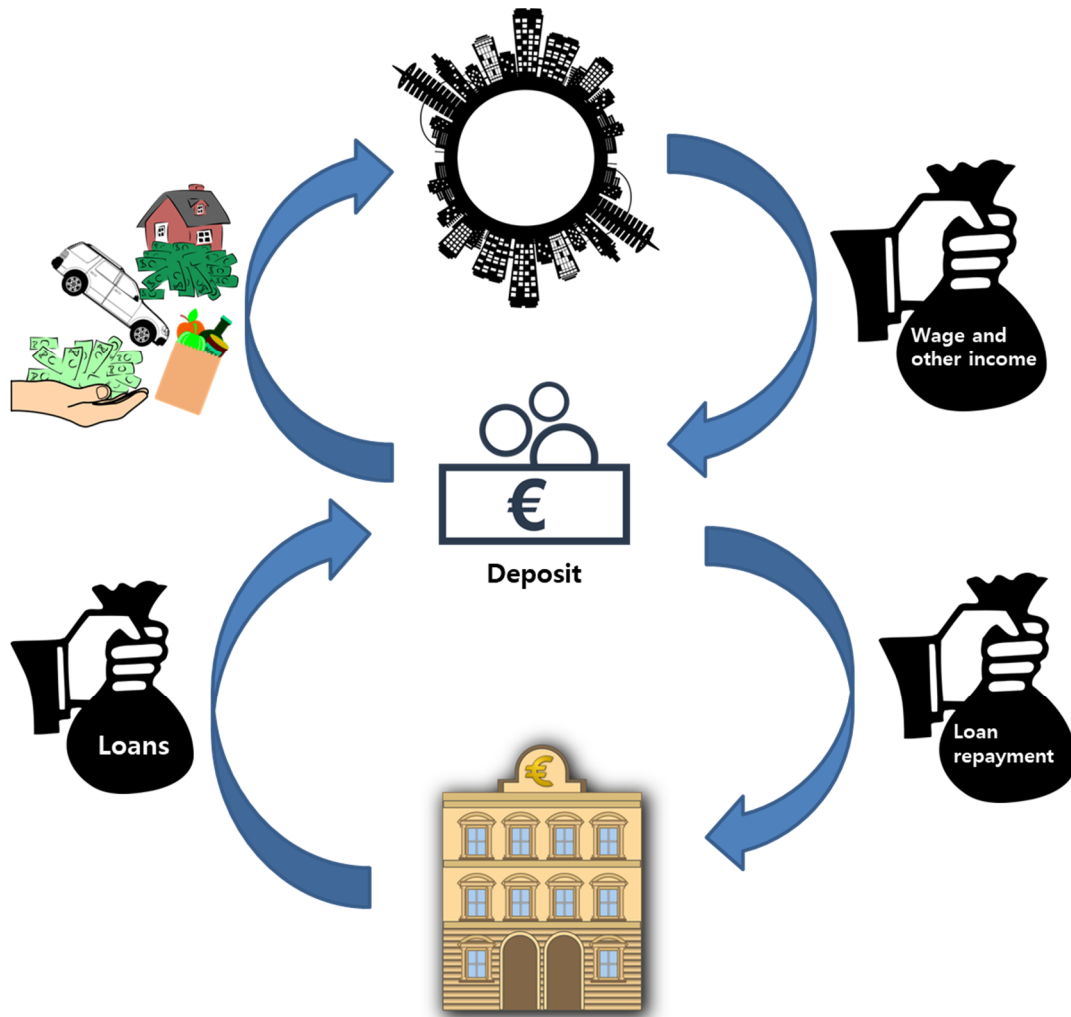 Wage and
other income
€
Deposit
Loans
Loan
repayment
€